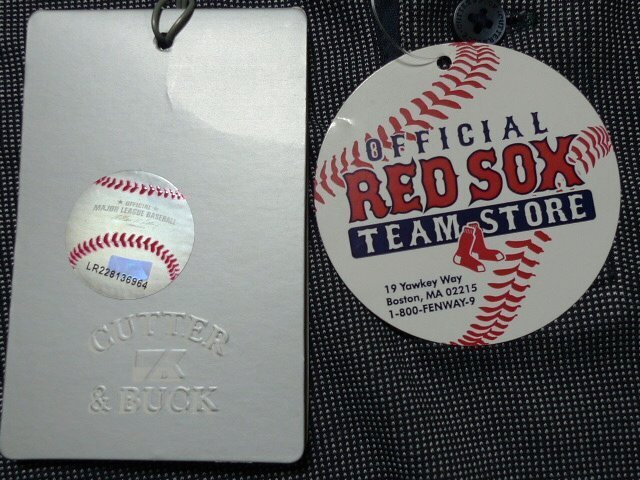 OFFICIAL
MAJOR LEAGUE BASEBALL
LR228136964
CUTTER
& BUCK
OFFICIAL
RED SOX
TEAM STORE
19 Yawkey Way
Boston, MA 02215
1-800-FENWAY-9